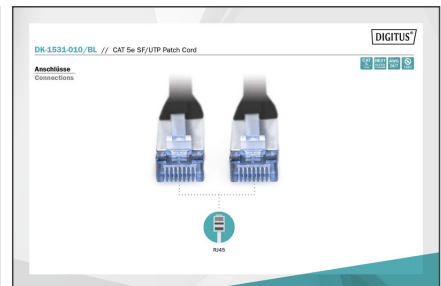 DIGITUS®
DK-1531-010/BL // CAT 5e SF/UTP Patch Cord
Anschlüsse
Connections
RJ45